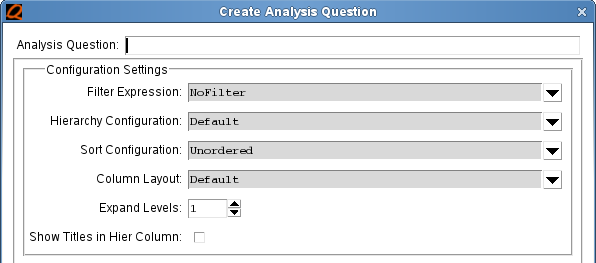 Create Analysis Question
Analysis Question:
Configuration Settings
Filter Expression: NoFilter
Hierarchy Configuration: Default
Sort Configuration: Unordered
Column Layout: Default
Expand Levels: 1
Show Titles in Hier Column: